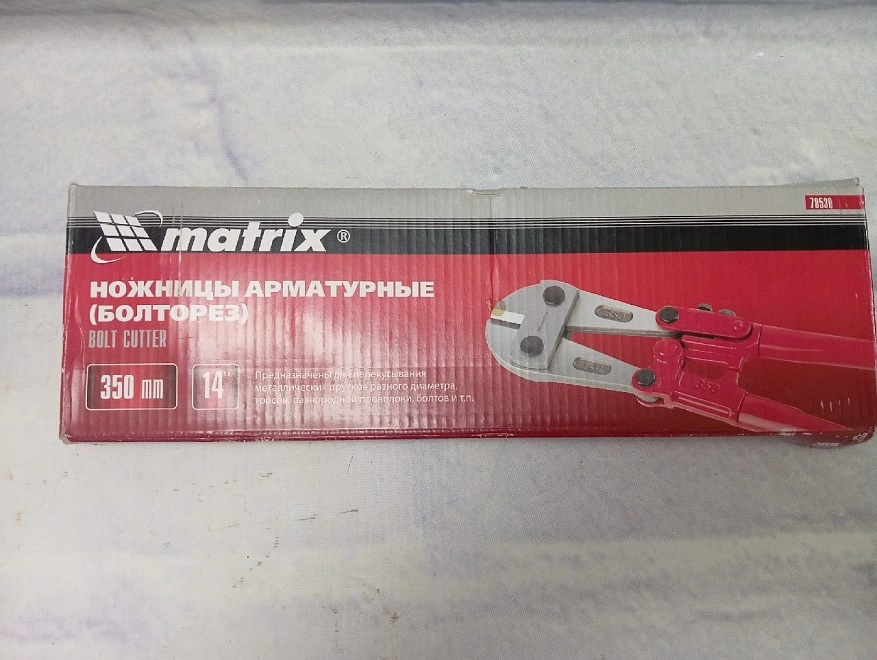 78530
matrix ®
НОЖНИЦЫ АРМАТУРНЫЕ
(БОЛТОРЕЗ)
BOLT CUTTER
350 mm
14"
Предназначены для перекусывания
металлических прутков разного диаметра,
тросов, разнородной проволоки, болтов и т.п.